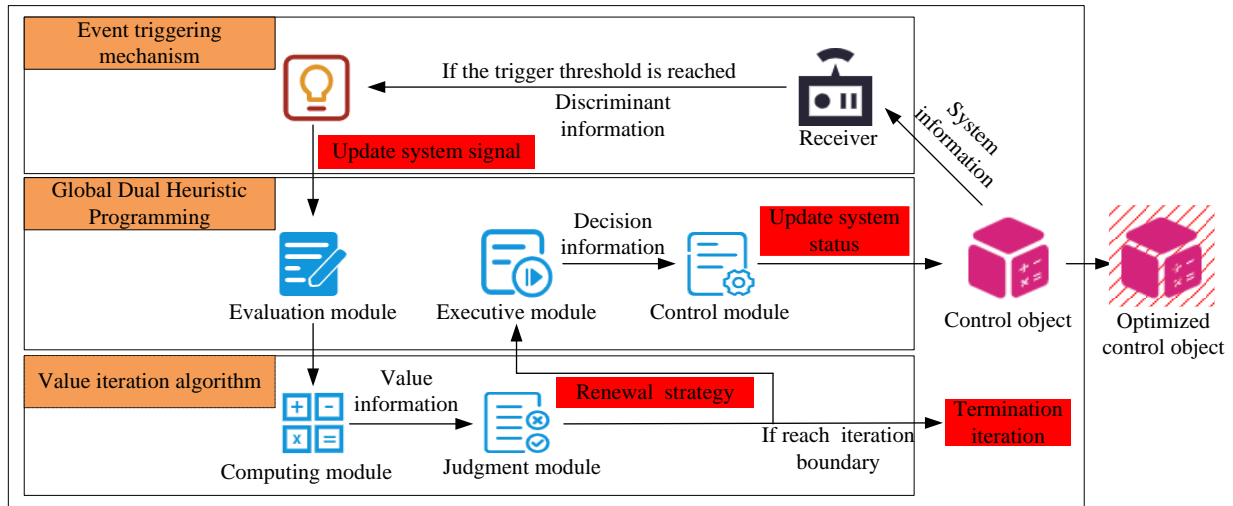 Event triggering
mechanism
If the trigger threshold is reached
Discriminant
information
Receiver
System
information
Update system signal
Global Dual Heuristic
Programming
Evaluation module
Executive module
Decision
information
Control module
Update system
status
Control object
Optimized
control object
Value iteration algorithm
Computing module
Value
information
Judgment module
Renewal strategy
If reach iteration
boundary
Termination
iteration